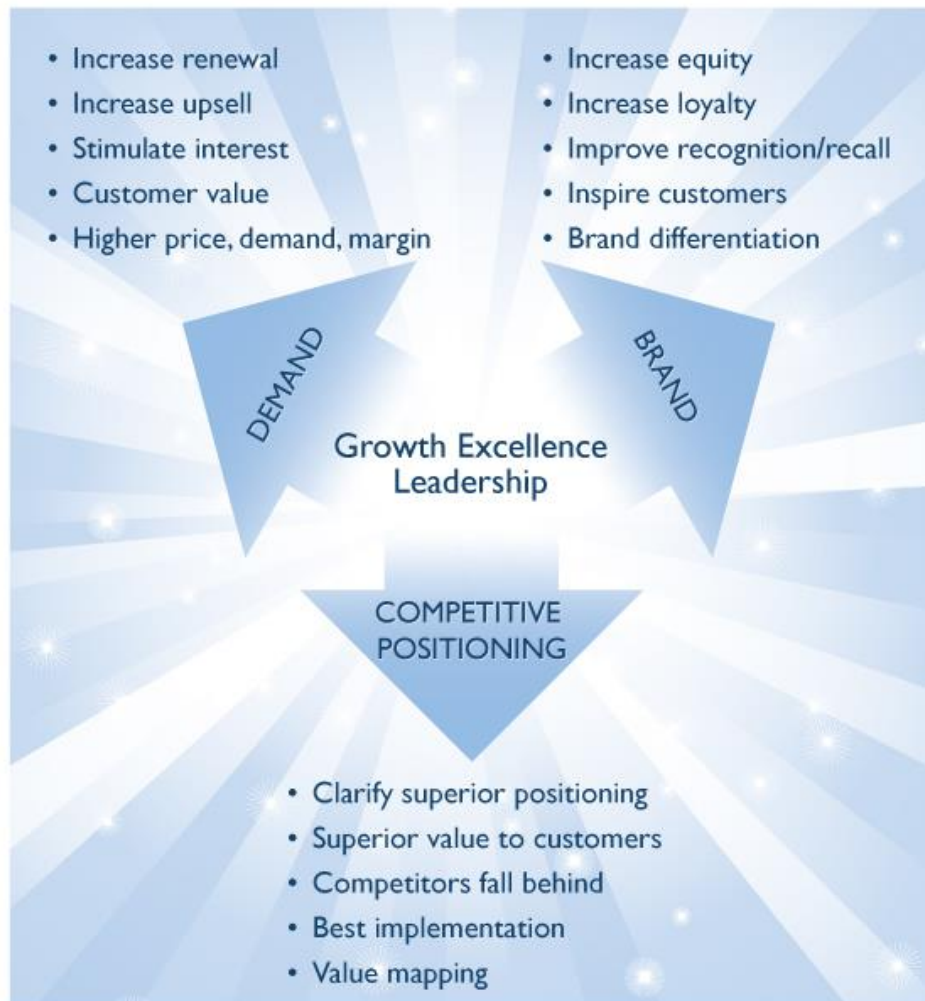 • Increase renewal
• Increase upsell
• Stimulate interest
• Customer value
• Higher price, demand, margin
• Increase equity
• Increase loyalty
• Improve recognition/recall
• Inspire customers
• Brand differentiation
DEMAND
BRAND
Growth Excellence
Leadership
COMPETITIVE
POSITIONING
• Clarify superior positioning
• Superior value to customers
• Competitors fall behind
• Best implementation
• Value mapping